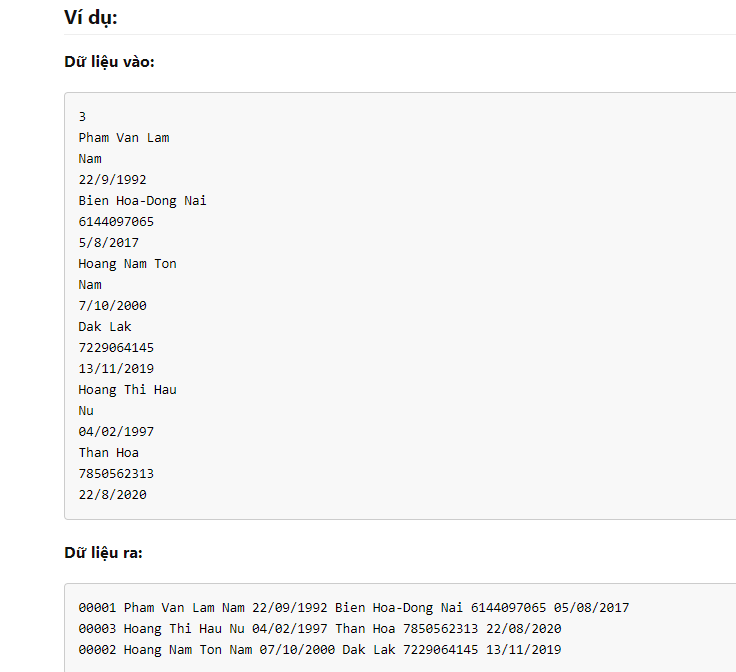 Ví dụ:
Dữ liệu vào:
3
Pham Van Lam
Nam
22/9/1992
Bien Hoa-Dong Nai
6144097065
5/8/2017
Hoang Nam Ton
Nam
7/10/2000
Dak Lak
7229064145
13/11/2019
Hoang Thi Hau
Nu
04/02/1997
Than Hoa
7850562313
22/8/2020
Dữ liệu ra:
00001 Pham Van Lam Nam 22/09/1992 Bien Hoa-Dong Nai 6144097065 05/08/2017
00003 Hoang Thi Hau Nu 04/02/1997 Than Hoa 7850562313 22/08/2020
00002 Hoang Nam Ton Nam 07/10/2000 Dak Lak 7229064145 13/11/2019